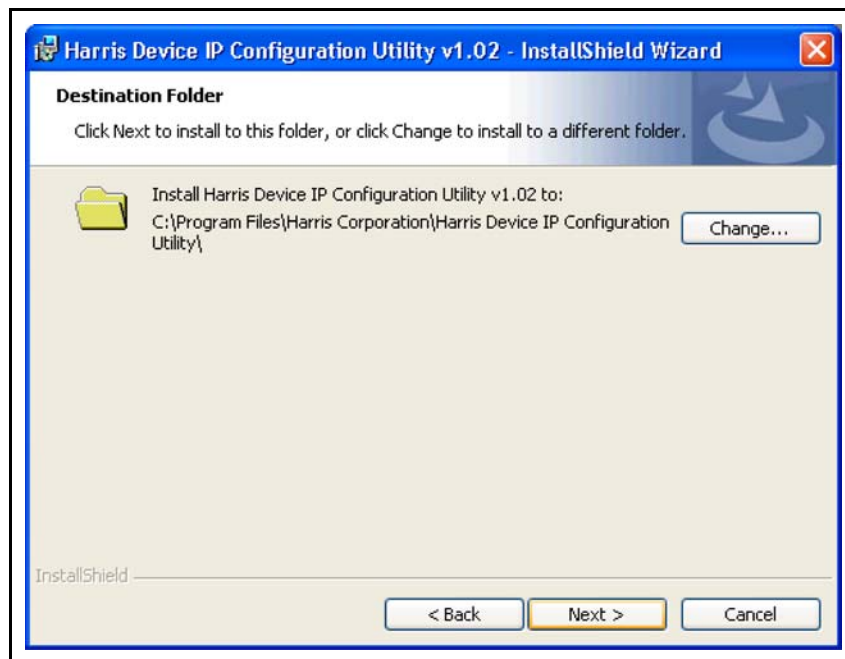 Harris Device IP Configuration Utility v1.02 - InstallShield Wizard
Destination Folder
Click Next to install to this folder, or click Change to install to a different folder.
Install Harris Device IP Configuration Utility v1.02 to:
C:\Program Files\Harris Corporation\Harris Device IP Configuration
Utility\
Change...
InstallShield
< Back
Next >
Cancel